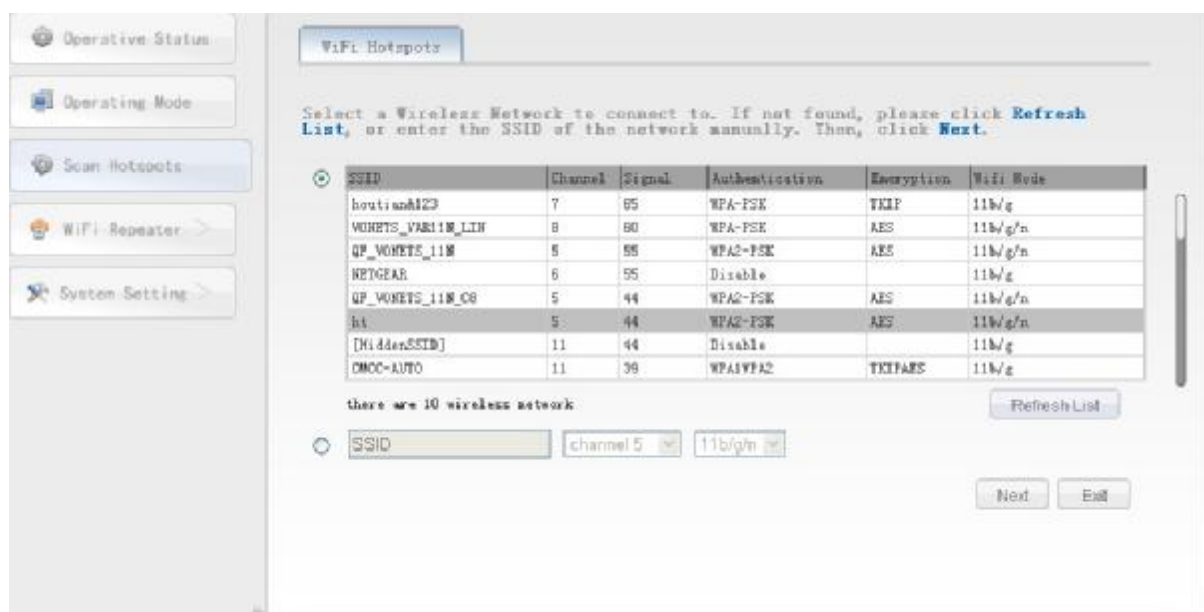 Operative Status
Operating Mode
Scan Hotspots
WiFi Repeater >
System Setting >
WiFi Hotspots
Select a Wireless Network to connect to. If not found, please click Refresh
List, or enter the SSID of the network manually. Then, click Next.
SSID Channel Signal Authentication Encryption Wifi Mode
houtianA123 7 65 WPA-PSK TKIP 11b/g
VONETS_VAR11N_LIN 8 60 WPA-PSK AES 11b/g/n
QF_VONETS_11N 5 55 WPA2-PSK AES 11b/g/n
NETGEAR 6 55 Disable 11b/g
QF_VONETS_11N_C8 5 44 WPA2-PSK AES 11b/g/n
ht 5 44 WPA2-PSK AES 11b/g/n
[HiddenSSID] 11 44 Disable 11b/g
CMCC-AUTO 11 39 WPA1WPA2 TKIPAES 11b/g
there are 10 wireless network
Refresh List
SSID channel 5 11b/g/n
Next Exit